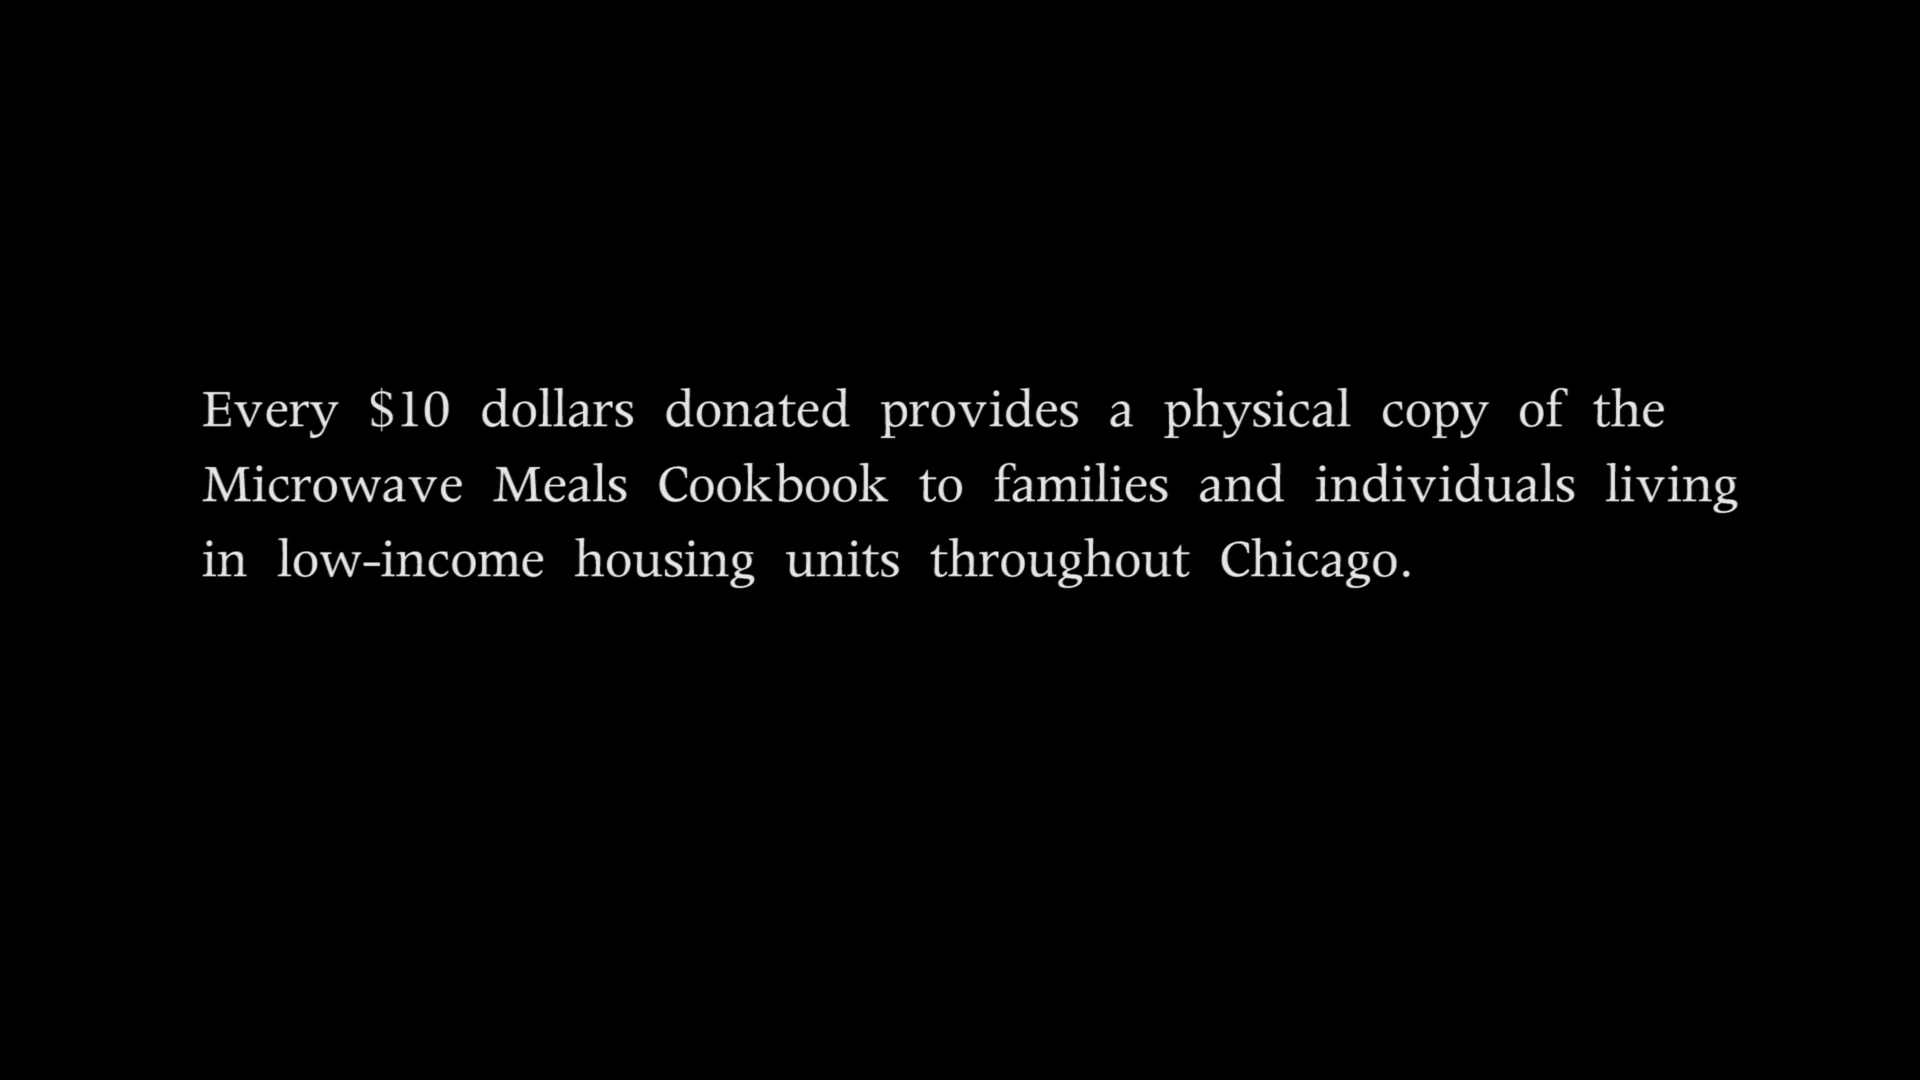 Every $10 dollars donated provides a physical copy of the
Microwave Meals Cookbook to families and individuals living
in low-income housing units throughout Chicago.